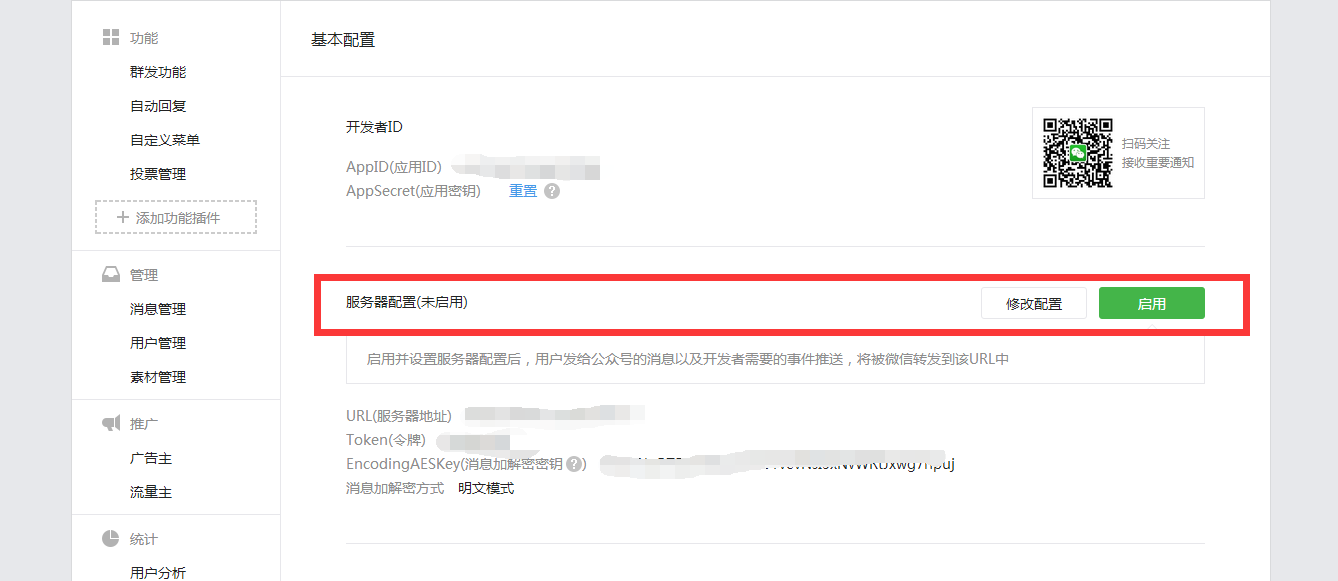 功能
群发功能
自动回复
自定义菜单
投票管理
添加功能插件
管理
消息管理
用户管理
素材管理
推广
广告主
流量主
统计
用户分析
基本配置
开发者ID
AppID(应用ID)
AppSecret(应用密钥) 重置 ?
扫码关注
接收重要通知
服务器配置(未启用) 修改配置 启用
启用并设置服务器配置后，用户发给公众号的消息以及开发者需要的事件推送，将被微信转发到该URL中
URL(服务器地址)
Token(令牌)
EncodingAESKey(消息加解密密钥 ?)
消息加解密方式 明文模式